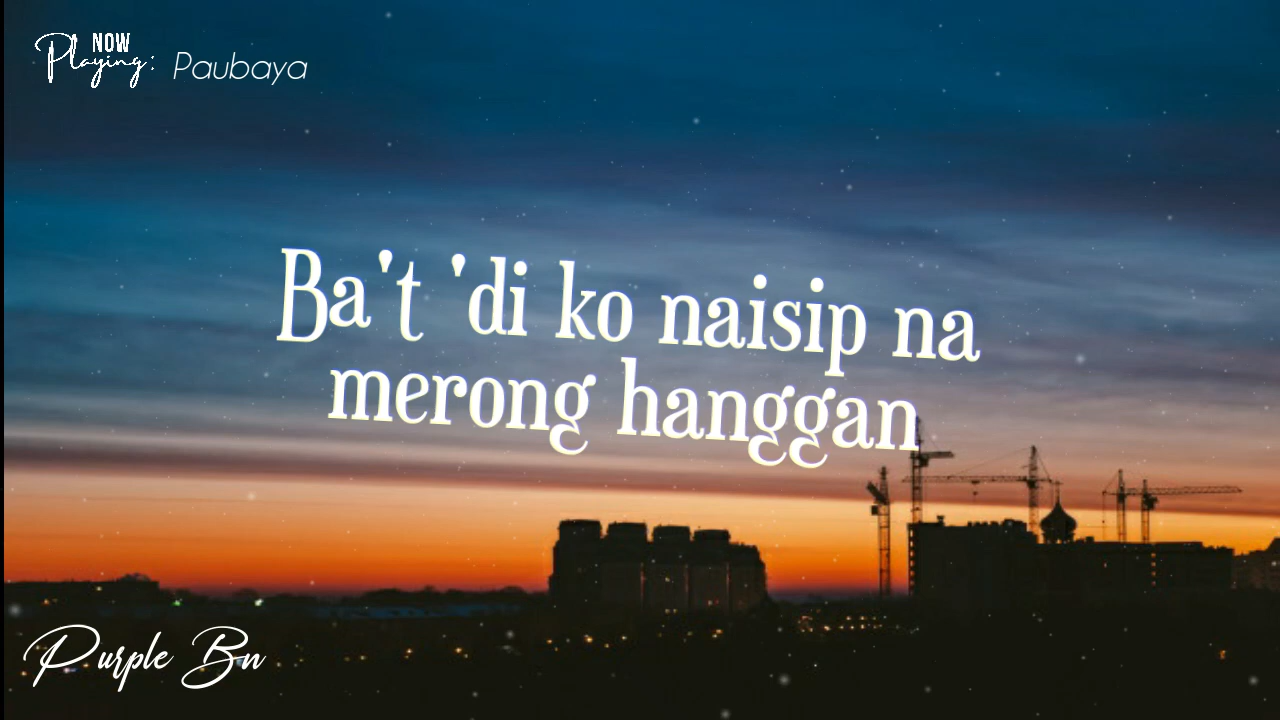 NOW
Playing: Paubaya
Ba't 'di ko naisip na
merong hanggan
Purple Bn